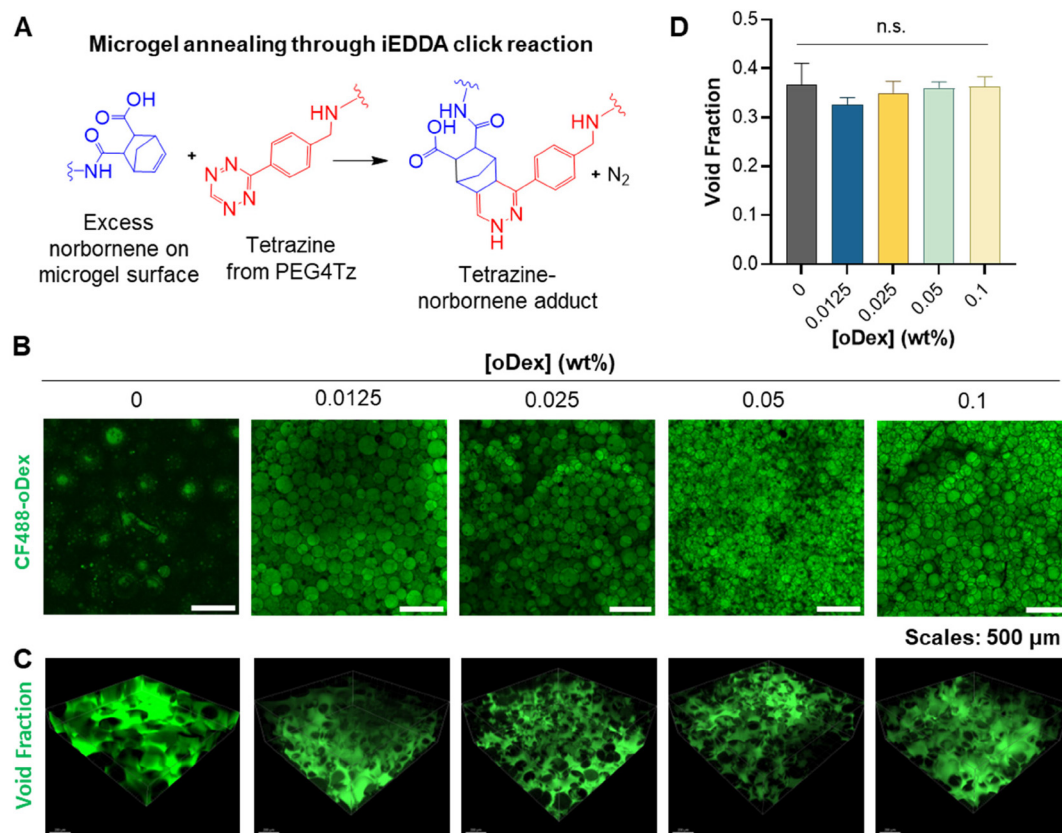 A
Microgel annealing through iEDDA click reaction
OH
O
O
NH
+
N
N
N
N
HN
HN
OH
O
O
HN
N
N
H
+ N2
Excess
norbornene on
microgel surface
Tetrazine
from PEG4Tz
Tetrazine-
norbornene adduct
D
n.s.
Void Fraction
0.5
0.4
0.3
0.2
0.1
0.0
0
0.0125
0.025
0.05
0.1
[oDex] (wt%)
B
[oDex] (wt%)
0 0.0125 0.025 0.05 0.1
CF488-oDex
Scales: 500 µm
C
Void Fraction